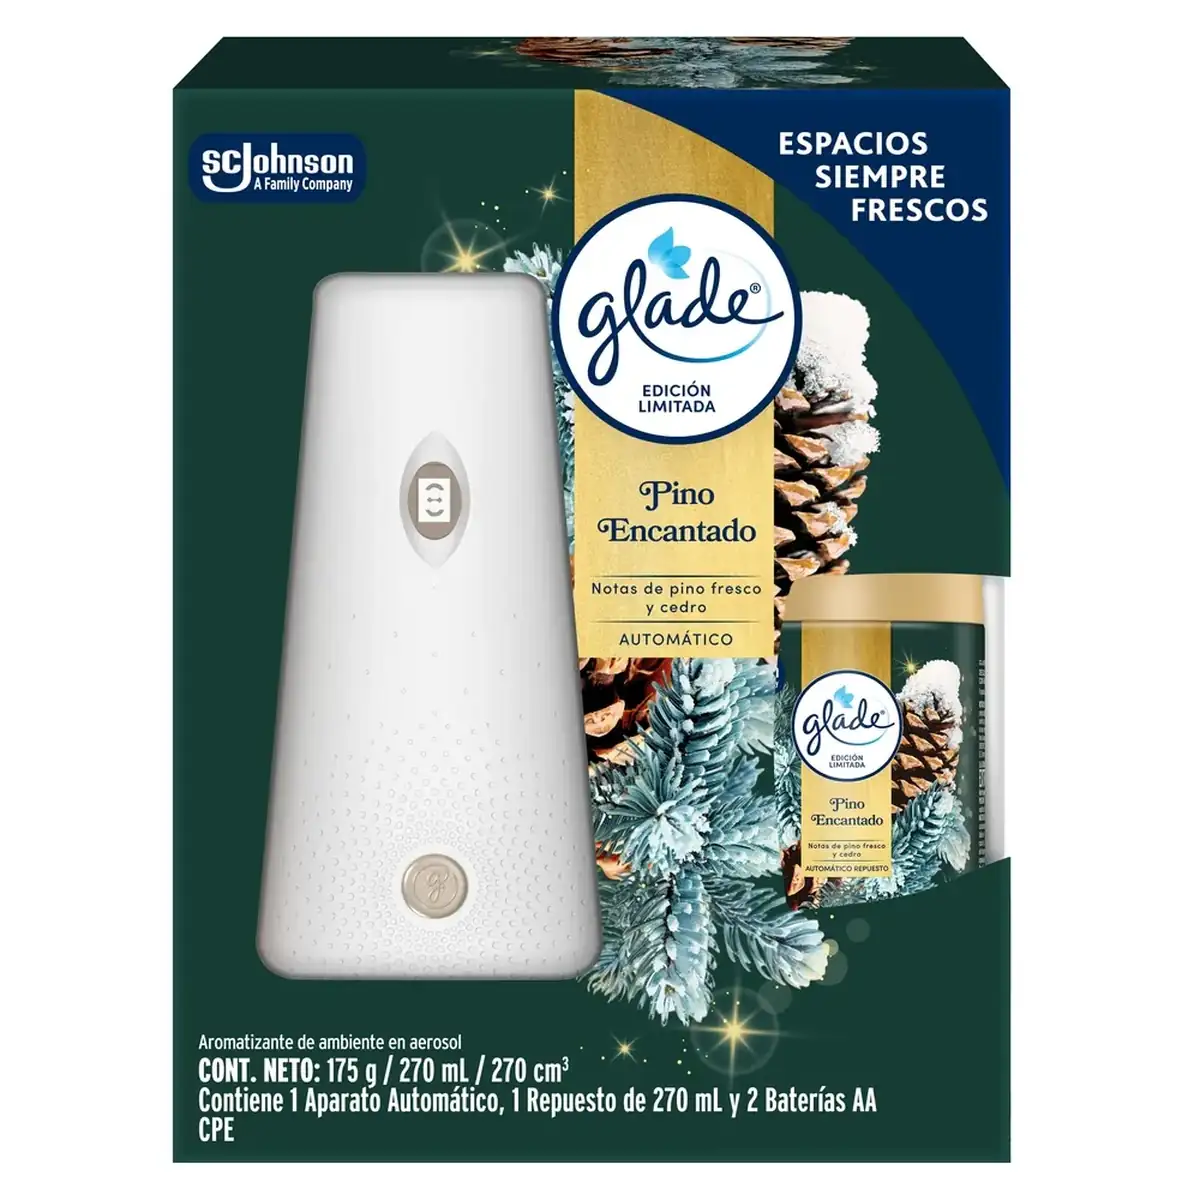 SCJohnson
A Family Company
ESPACIOS
SIEMPRE
FRESCOS
glade®
EDICIÓN
LIMITADA
Pino
Encantado
Notas de pino fresco
y cedro
AUTOMÁTICO
glade
EDICIÓN
LIMITADA
Pino
Encantado
Notas de pino fresco
y cedro
AUTOMÁTICO REPUESTO
Aromatizante de ambiente en aerosol
CONT. NETO: 175 g / 270 mL / 270 cm³
Contiene 1 Aparato Automático, 1 Repuesto de 270 mL y 2 Baterías AA
CPE